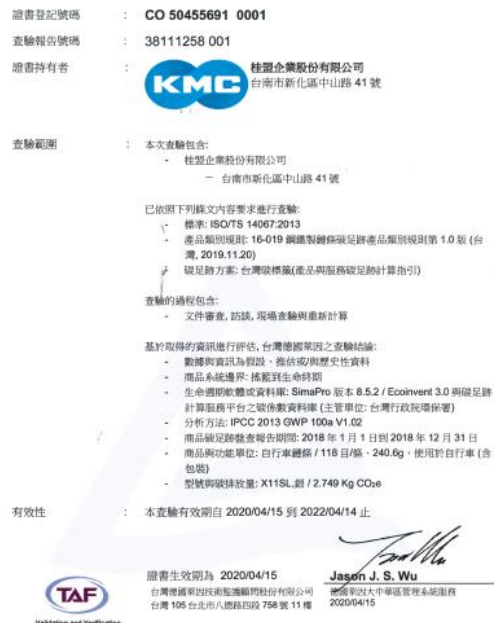 證書登記號碼 : CO 50455691 0001
查驗報告號碼 : 38111258 001
證書持有者 : KMC 桂盟企業股份有限公司
台南市新化區中山路 41 號
查驗範圍 : 本次查驗包含:
- 桂盟企業股份有限公司
－ 台南市新化區中山路 41 號
已依照下列條文內容要求進行查驗:
- 標準: ISO/TS 14067:2013
- 產品類別規則: 16-019 鋼鐵製鏈條碳足跡產品類別規則第 1.0 版 (台
灣, 2019.11.20)
- 碳足跡方案: 台灣碳標籤(產品與服務碳足跡計算指引)
查驗的過程包含:
- 文件審查, 訪談, 現場查驗與重新計算
基於取得的資訊進行評估, 台灣德國萊因之查驗結論:
- 數據與資訊為假設、推估或/與歷史性資料
- 商品系統邊界: 搖籃到生命終期
- 生命週期軟體或資料庫: SimaPro 版本 8.5.2 / Ecoinvent 3.0 與碳足跡
計算服務平台之碳係數資料庫 (主管單位: 台灣行政院環保署)
- 分析方法: IPCC 2013 GWP 100a V1.02
- 商品碳足跡盤查報告期間: 2018 年 1 月 1 日到 2018 年 12 月 31 日
- 商品與功能單位: 自行車鏈條 / 118 目/條、240.6g，使用於自行車 (含
包裝)
- 型號與碳排放量: X11SL,銀 / 2.749 Kg CO₂e
有效性 : 本查驗有效期自 2020/04/15 到 2022/04/14 止
證書生效期為 2020/04/15
台灣德國萊因技術監護顧問股份有限公司
台灣 105 台北市八德路四段 758 號 11 樓
Jason J. S. Wu
德國萊因大中華區管理系統服務
2020/04/15
TAF
Validation and Verification